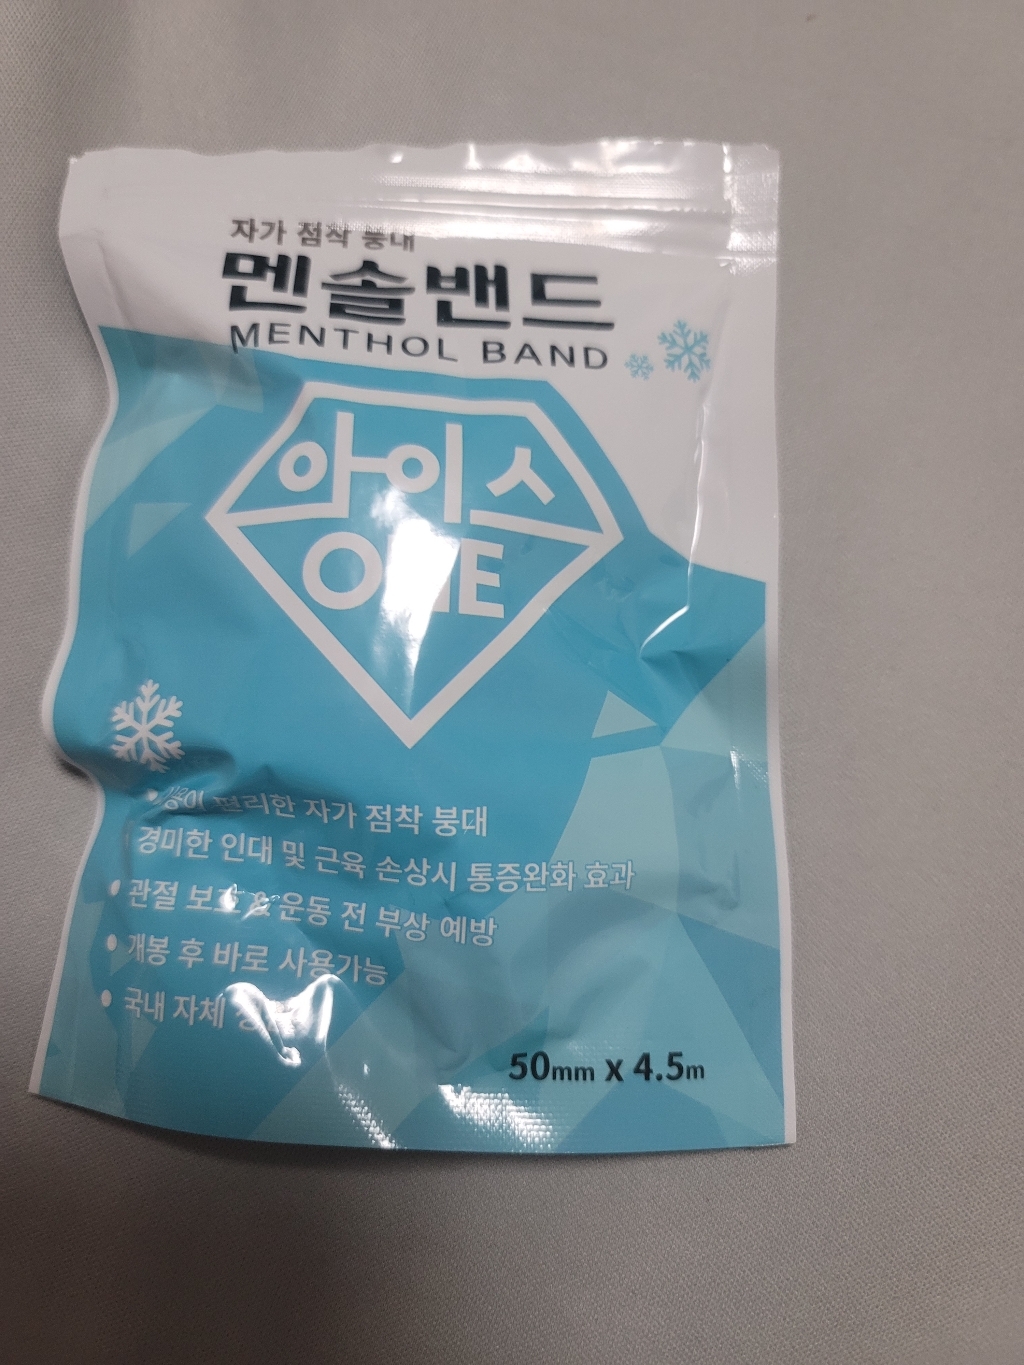 자가 점착 붕대
멘솔밴드
MENTHOL BAND
아이스
ONE
편리한 자가 점착 붕대
경미한 인대 및 근육 손상시 통증완화 효과
• 관절 보호 & 운동 전 부상 예방
• 개봉 후 바로 사용가능
• 국내 자체
50mm x 4.5m